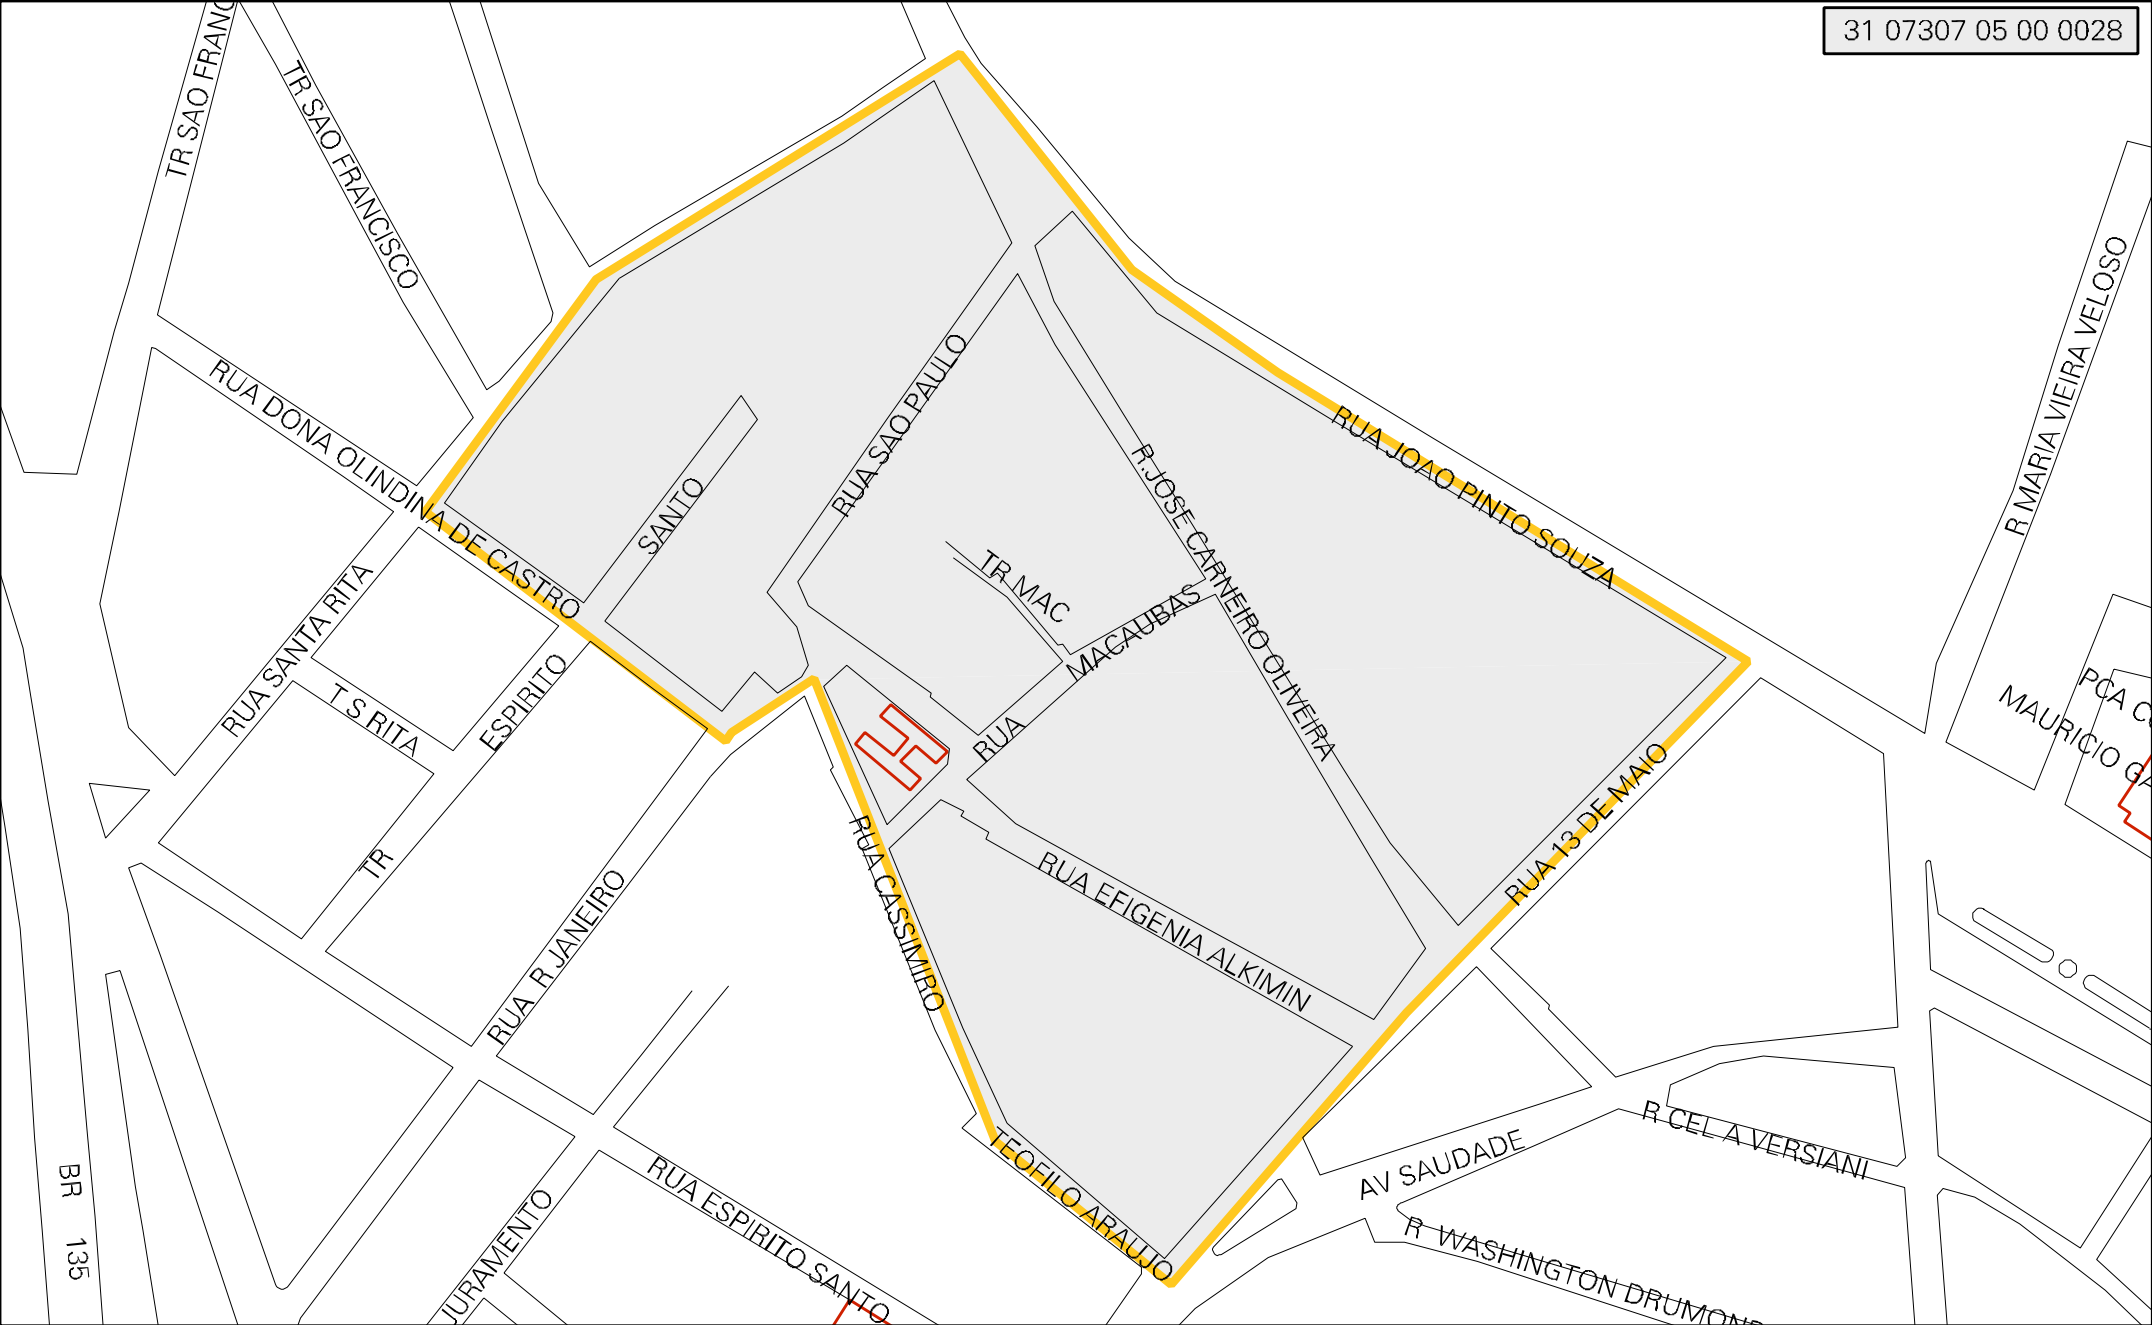 31 07307 05 00 0028
TR SAO FRANC
TR SAO FRANCISCO
RUA DONA OLINDINA DE CASTRO
RUA SANTA RITA
T S RITA
TR
ESPIRITO
SANTO
RUA SAO PAULO
R.JOSE CARNEIRO OLIVEIRA
RUA JOAO PINTO SOUZA
R MARIA VIEIRA VELOSO
TR MAC
RUA
MACAUBAS
RUA EFIGENIA ALKIMIN
RUA 13 DE MAIO
RUA CASSIMIRO
TEOFILO ARAUJO
RUA R JANEIRO
RUA ESPIRITO SANTO
JURAMENTO
BR 135
AV SAUDADE
R CEL A VERSIANI
R WASHINGTON DRUMOND
PCA C
MAURICIO GA